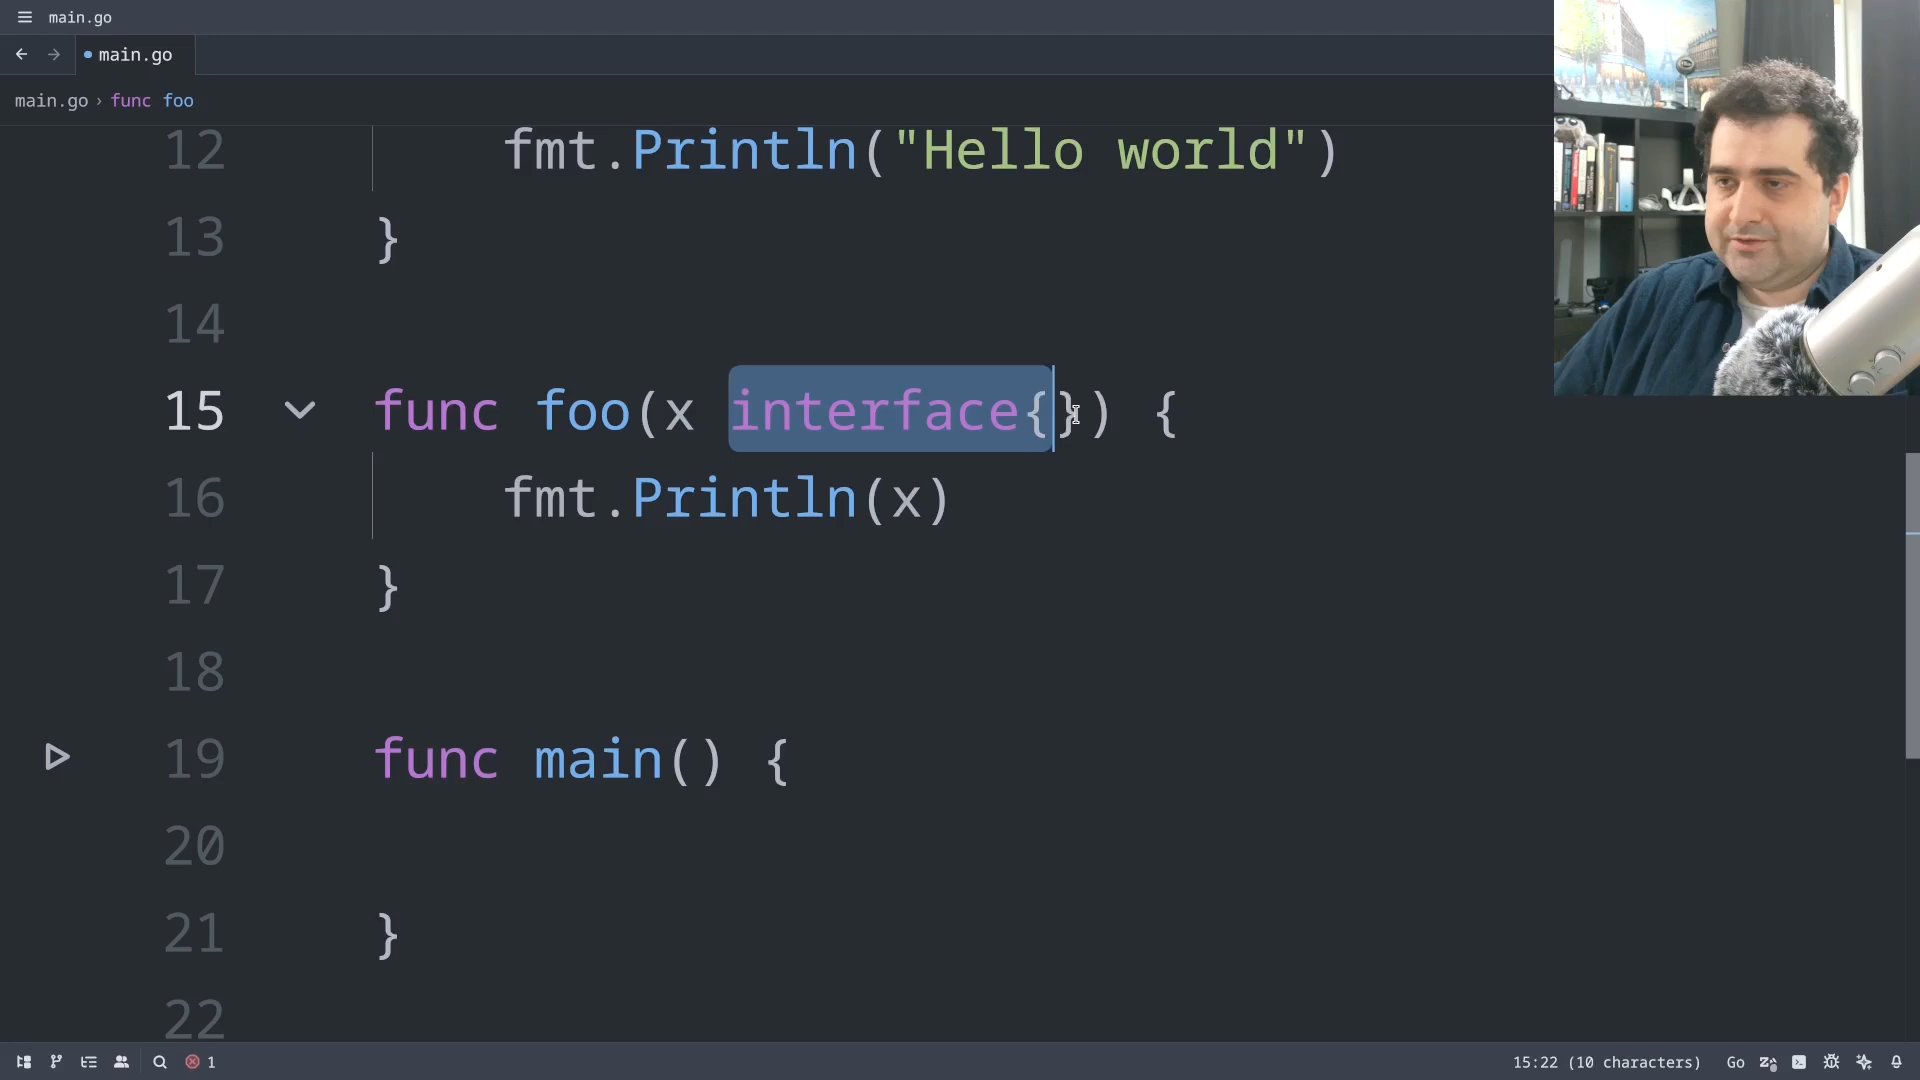 main.go
main.go
main.go › func foo
12 fmt.Println("Hello world")
13 }
14
15 func foo(x interface{}) {
16 fmt.Println(x)
17 }
18
19 func main() {
20
21 }
22
1
15:22 (10 characters)
Go